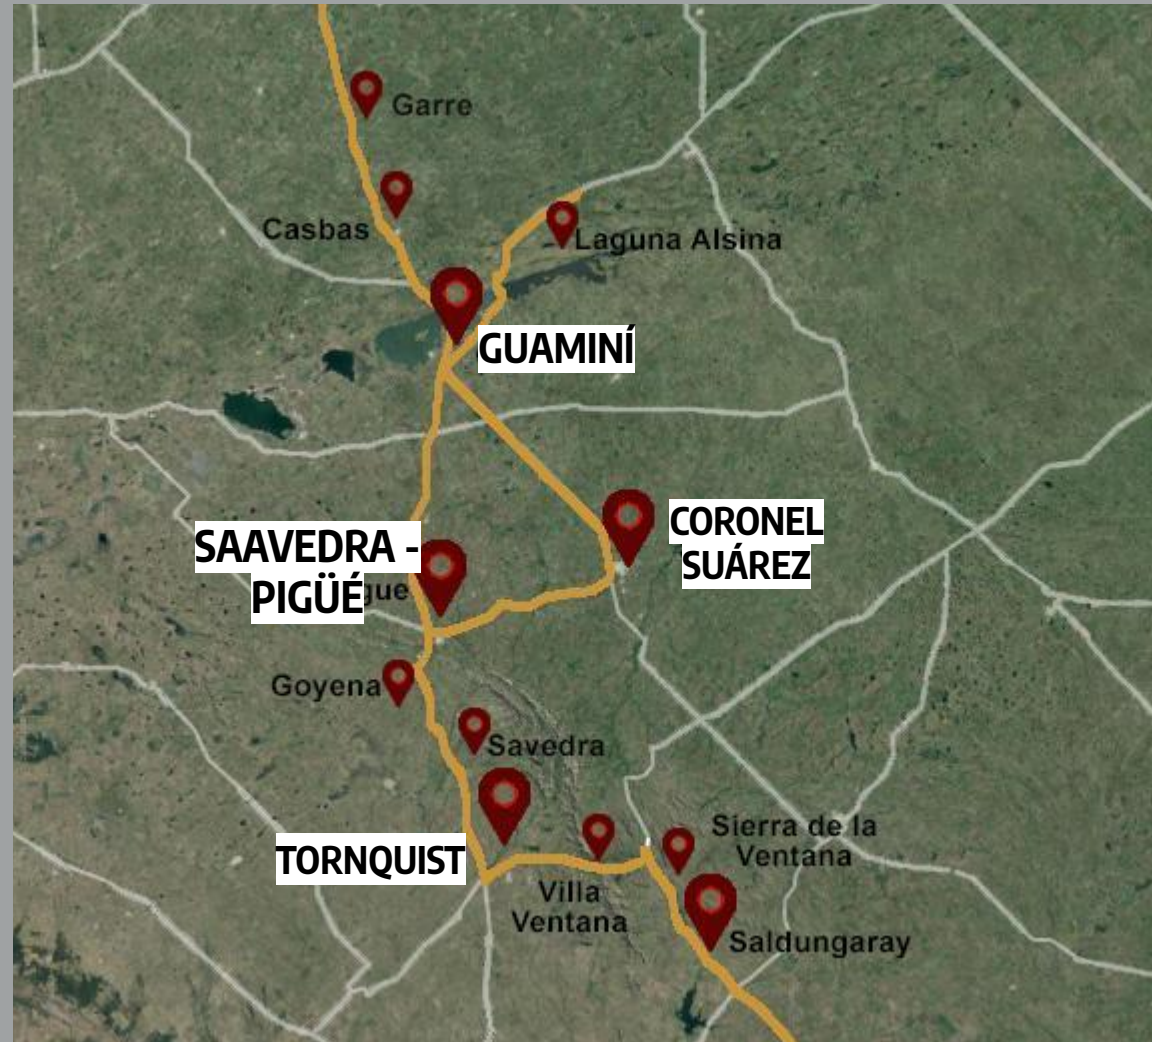 Garre
Casbas
Laguna Alsina
GUAMINÍ
CORONEL
SUÁREZ
SAAVEDRA -
PIGÜÉ
gue
Goyena
Savedra
TORNQUIST
Sierra de la
Ventana
Villa
Ventana
Saldungaray